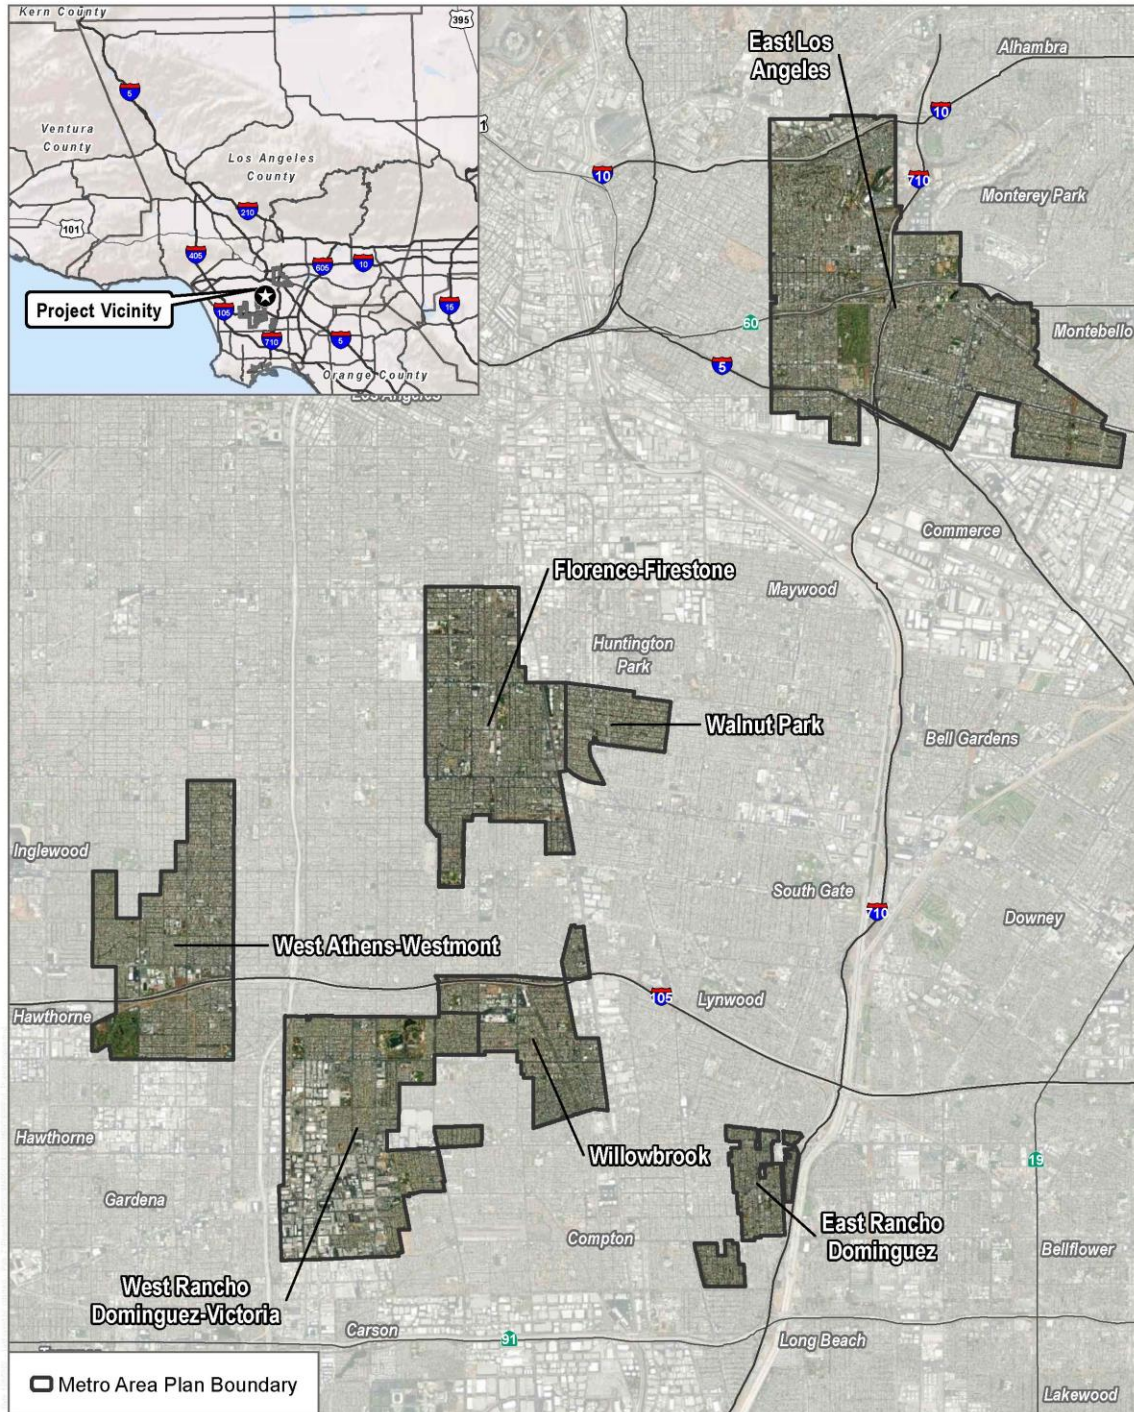 Kern County
395
5
Ventura
County
Los Angeles
County
101
210
405
605
10
Project Vicinity
105
15
710
5
Orange County
East Los
Angeles
Alhambra
10
10
710
Monterey Park
60
Montebello
5
Los Angeles
Commerce
Florence-Firestone
Maywood
Huntington
Park
Walnut Park
Bell Gardens
Inglewood
South Gate
710
Downey
West Athens-Westmont
105
Lynwood
Hawthorne
Hawthorne
Willowbrook
19
Gardena
East Rancho
Dominguez
Compton
Bellflower
West Rancho
Dominguez-Victoria
Carson
91
Long Beach
Metro Area Plan Boundary
Lakewood